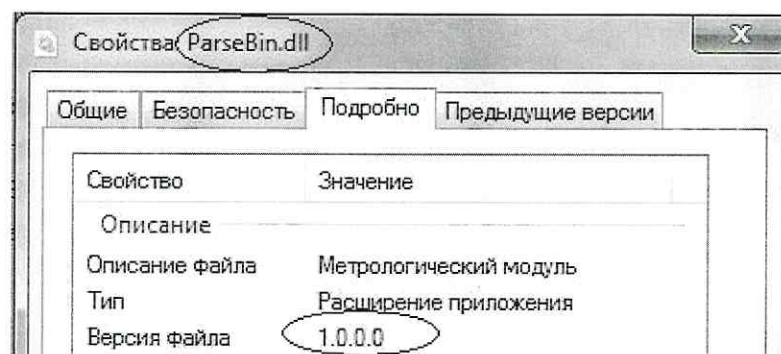 Свойства: ParseBin.dll
X
Общие Безопасность Подробно Предыдущие версии
Свойство Значение
Описание
Описание файла Метрологический модуль
Тип Расширение приложения
Версия файла 1.0.0.0